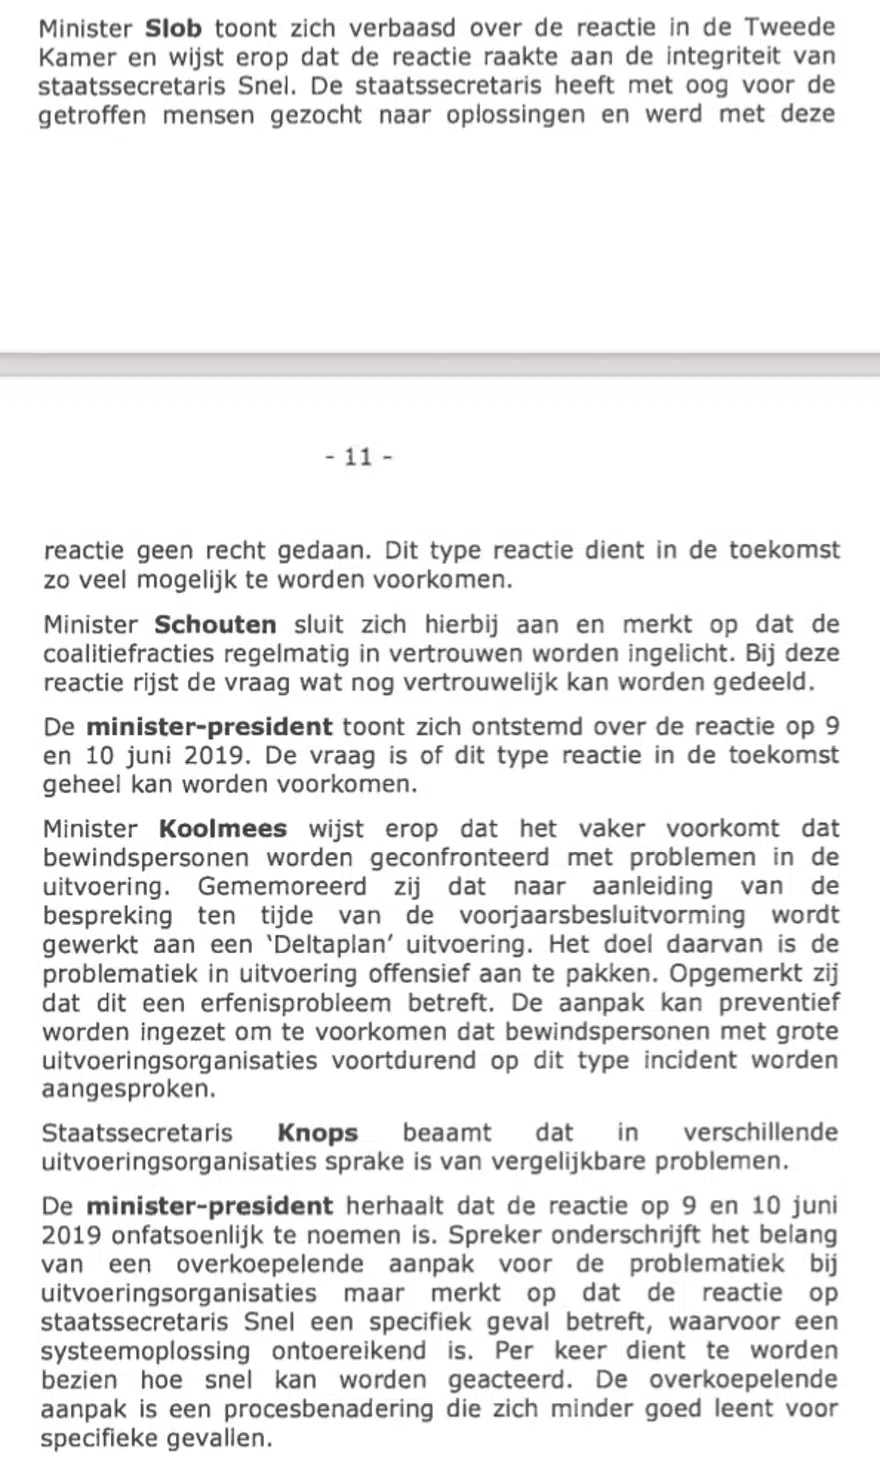 Minister Slob toont zich verbaasd over de reactie in de Tweede
Kamer en wijst erop dat de reactie raakte aan de integriteit van
staatssecretaris Snel. De staatssecretaris heeft met oog voor de
getroffen mensen gezocht naar oplossingen en werd met deze
- 11 -
reactie geen recht gedaan. Dit type reactie dient in de toekomst
zo veel mogelijk te worden voorkomen.
Minister Schouten sluit zich hierbij aan en merkt op dat de
coalitiefracties regelmatig in vertrouwen worden ingelicht. Bij deze
reactie rijst de vraag wat nog vertrouwelijk kan worden gedeeld.
De minister-president toont zich ontstemd over de reactie op 9
en 10 juni 2019. De vraag is of dit type reactie in de toekomst
geheel kan worden voorkomen.
Minister Koolmees wijst erop dat het vaker voorkomt dat
bewindspersonen worden geconfronteerd met problemen in de
uitvoering. Gememoreerd zij dat naar aanleiding van de
bespreking ten tijde van de voorjaarsbesluitvorming wordt
gewerkt aan een ‘Deltaplan’ uitvoering. Het doel daarvan is de
problematiek in uitvoering offensief aan te pakken. Opgemerkt zij
dat dit een erfenisprobleem betreft. De aanpak kan preventief
worden ingezet om te voorkomen dat bewindspersonen met grote
uitvoeringsorganisaties voortdurend op dit type incident worden
aangesproken.
Staatssecretaris Knops beaamt dat in verschillende
uitvoeringsorganisaties sprake is van vergelijkbare problemen.
De minister-president herhaalt dat de reactie op 9 en 10 juni
2019 onfatsoenlijk te noemen is. Spreker onderschrijft het belang
van een overkoepelende aanpak voor de problematiek bij
uitvoeringsorganisaties maar merkt op dat de reactie op
staatssecretaris Snel een specifiek geval betreft, waarvoor een
systeemoplossing ontoereikend is. Per keer dient te worden
bezien hoe snel kan worden geacteerd. De overkoepelende
aanpak is een procesbenadering die zich minder goed leent voor
specifieke gevallen.